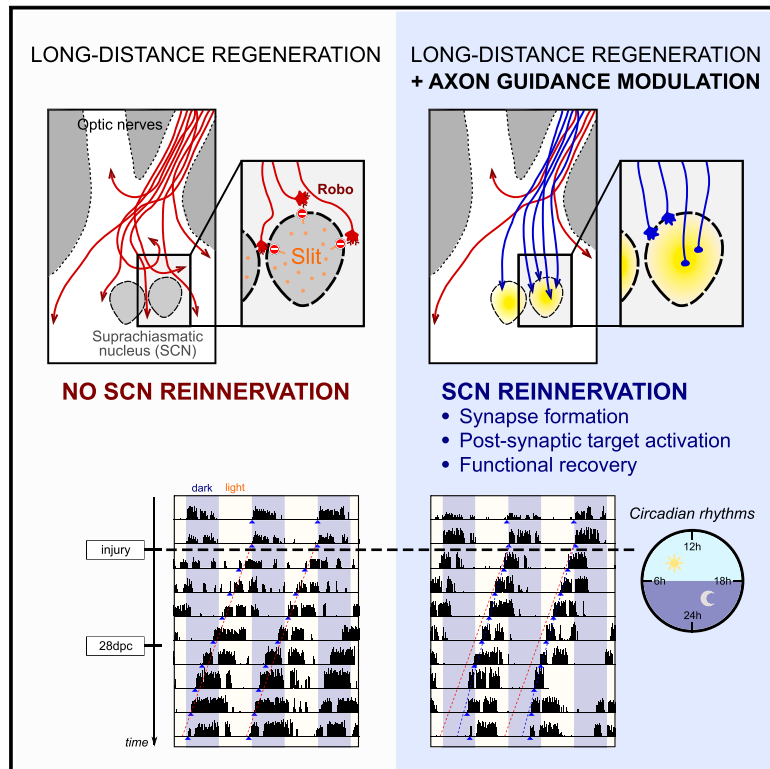 LONG-DISTANCE REGENERATION
LONG-DISTANCE REGENERATION
+ AXON GUIDANCE MODULATION
Optic nerves
Robo
Slit
Suprachiasmatic
nucleus (SCN)
NO SCN REINNERVATION
SCN REINNERVATION
• Synapse formation
• Post-synaptic target activation
• Functional recovery
dark light
injury
28dpc
time
Circadian rhythms
12h
6h 18h
24h